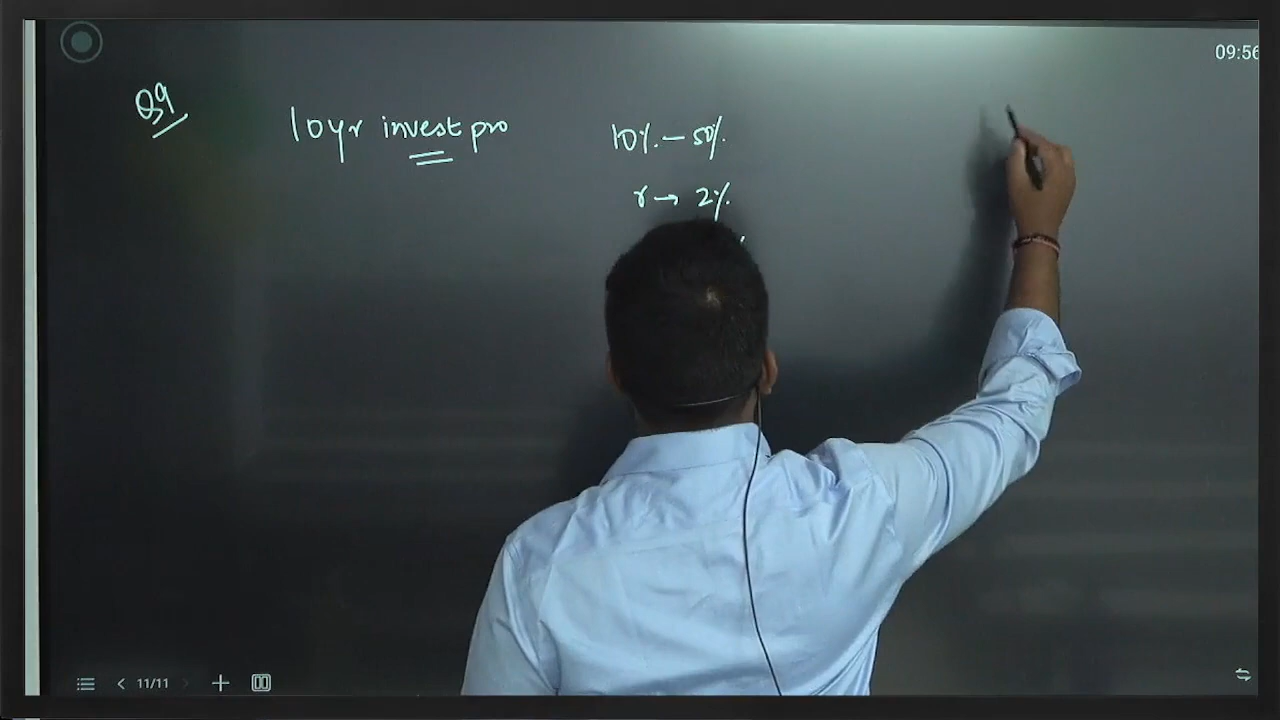 09:56
Q9
10yr invest pro
10% — 50%
r → 2%
11/11